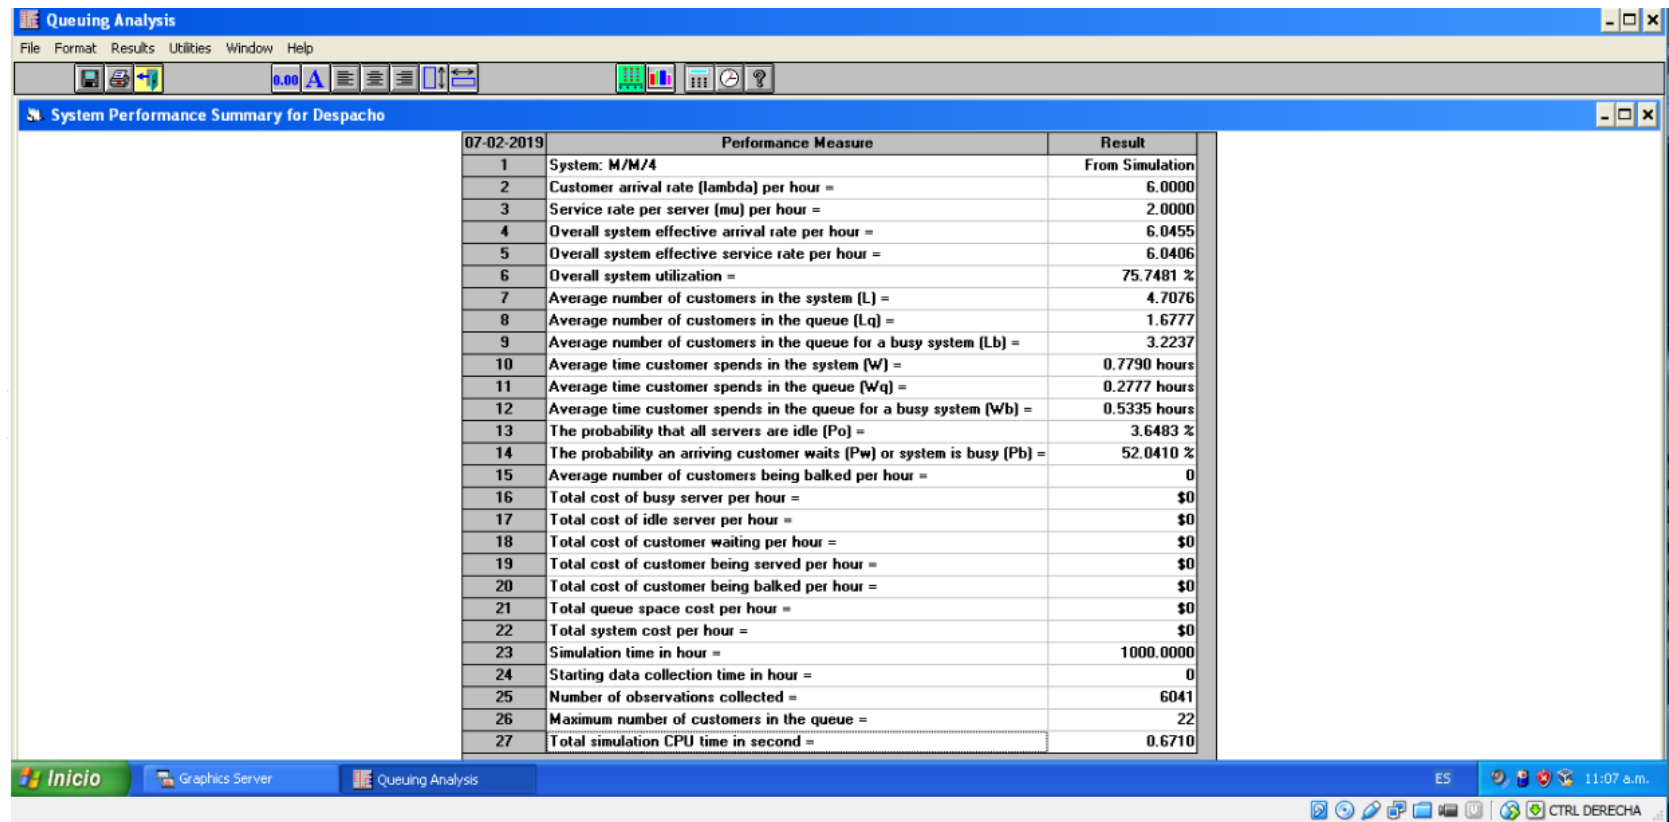 Queuing Analysis
File Format Results Utilities Window Help
0.00 A
System Performance Summary for Despacho
07-02-2019 Performance Measure Result
1 System: M/M/4 From Simulation
2 Customer arrival rate (lambda) per hour = 6.0000
3 Service rate per server (mu) per hour = 2.0000
4 Overall system effective arrival rate per hour = 6.0455
5 Overall system effective service rate per hour = 6.0406
6 Overall system utilization = 75.7481 %
7 Average number of customers in the system (L) = 4.7076
8 Average number of customers in the queue (Lq) = 1.6777
9 Average number of customers in the queue for a busy system (Lb) = 3.2237
10 Average time customer spends in the system (W) = 0.7790 hours
11 Average time customer spends in the queue (Wq) = 0.2777 hours
12 Average time customer spends in the queue for a busy system (Wb) = 0.5335 hours
13 The probability that all servers are idle (Po) = 3.6483 %
14 The probability an arriving customer waits (Pw) or system is busy (Pb) = 52.0410 %
15 Average number of customers being balked per hour = 0
16 Total cost of busy server per hour = $0
17 Total cost of idle server per hour = $0
18 Total cost of customer waiting per hour = $0
19 Total cost of customer being served per hour = $0
20 Total cost of customer being balked per hour = $0
21 Total queue space cost per hour = $0
22 Total system cost per hour = $0
23 Simulation time in hour = 1000.0000
24 Starting data collection time in hour = 0
25 Number of observations collected = 6041
26 Maximum number of customers in the queue = 22
27 Total simulation CPU time in second = 0.6710
Inicio Graphics Server Queuing Analysis ES 11:07 a.m.
CTRL DERECHA